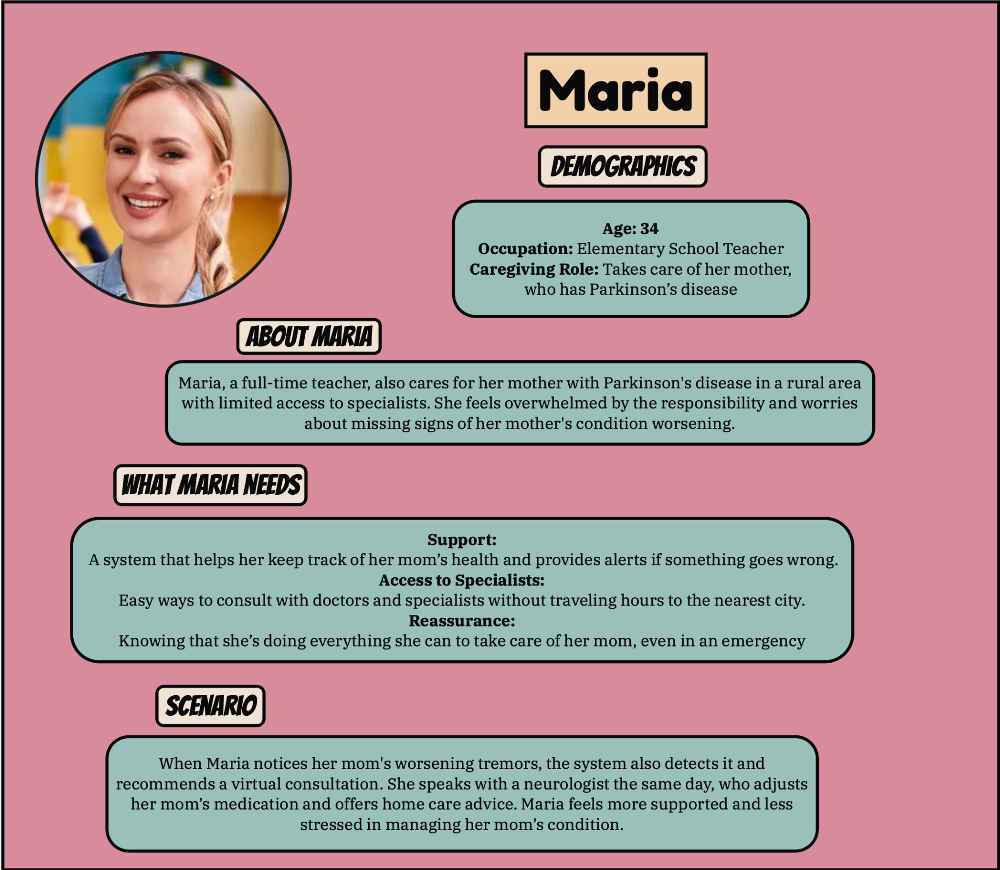 Maria
DEMOGRAPHICS
Age: 34
Occupation: Elementary School Teacher
Caregiving Role: Takes care of her mother,
who has Parkinson’s disease
ABOUT MARIA
Maria, a full-time teacher, also cares for her mother with Parkinson's disease in a rural area
with limited access to specialists. She feels overwhelmed by the responsibility and worries
about missing signs of her mother's condition worsening.
WHAT MARIA NEEDS
Support:
A system that helps her keep track of her mom’s health and provides alerts if something goes wrong.
Access to Specialists:
Easy ways to consult with doctors and specialists without traveling hours to the nearest city.
Reassurance:
Knowing that she’s doing everything she can to take care of her mom, even in an emergency
SCENARIO
When Maria notices her mom's worsening tremors, the system also detects it and
recommends a virtual consultation. She speaks with a neurologist the same day, who adjusts
her mom’s medication and offers home care advice. Maria feels more supported and less
stressed in managing her mom’s condition.